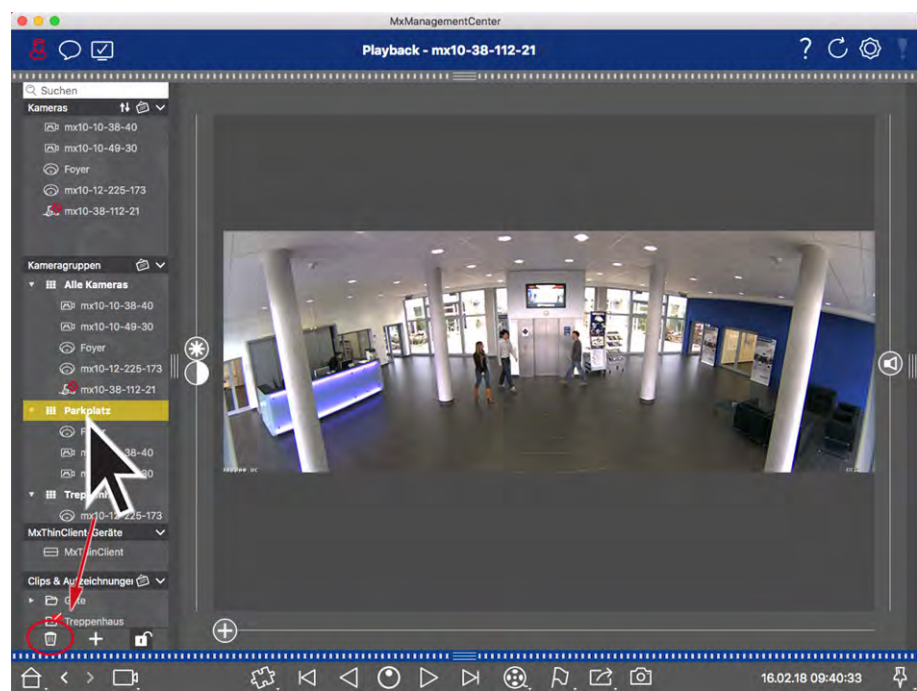 MxManagementCenter
Playback - mx10-38-112-21
Suchen
Kameras
mx10-10-38-40
mx10-10-49-30
Foyer
mx10-12-225-173
mx10-38-112-21
Kameragruppen
Alle Kameras
mx10-10-38-40
mx10-10-49-30
Foyer
mx10-12-225-173
mx10-38-112-21
Parkplatz
38-40
30
mx10-12-225-173
MxThinClient-Geräte
MxThinClient
Clips & Aufzeichnungen
Treppenhaus
16.02.18 09:40:33